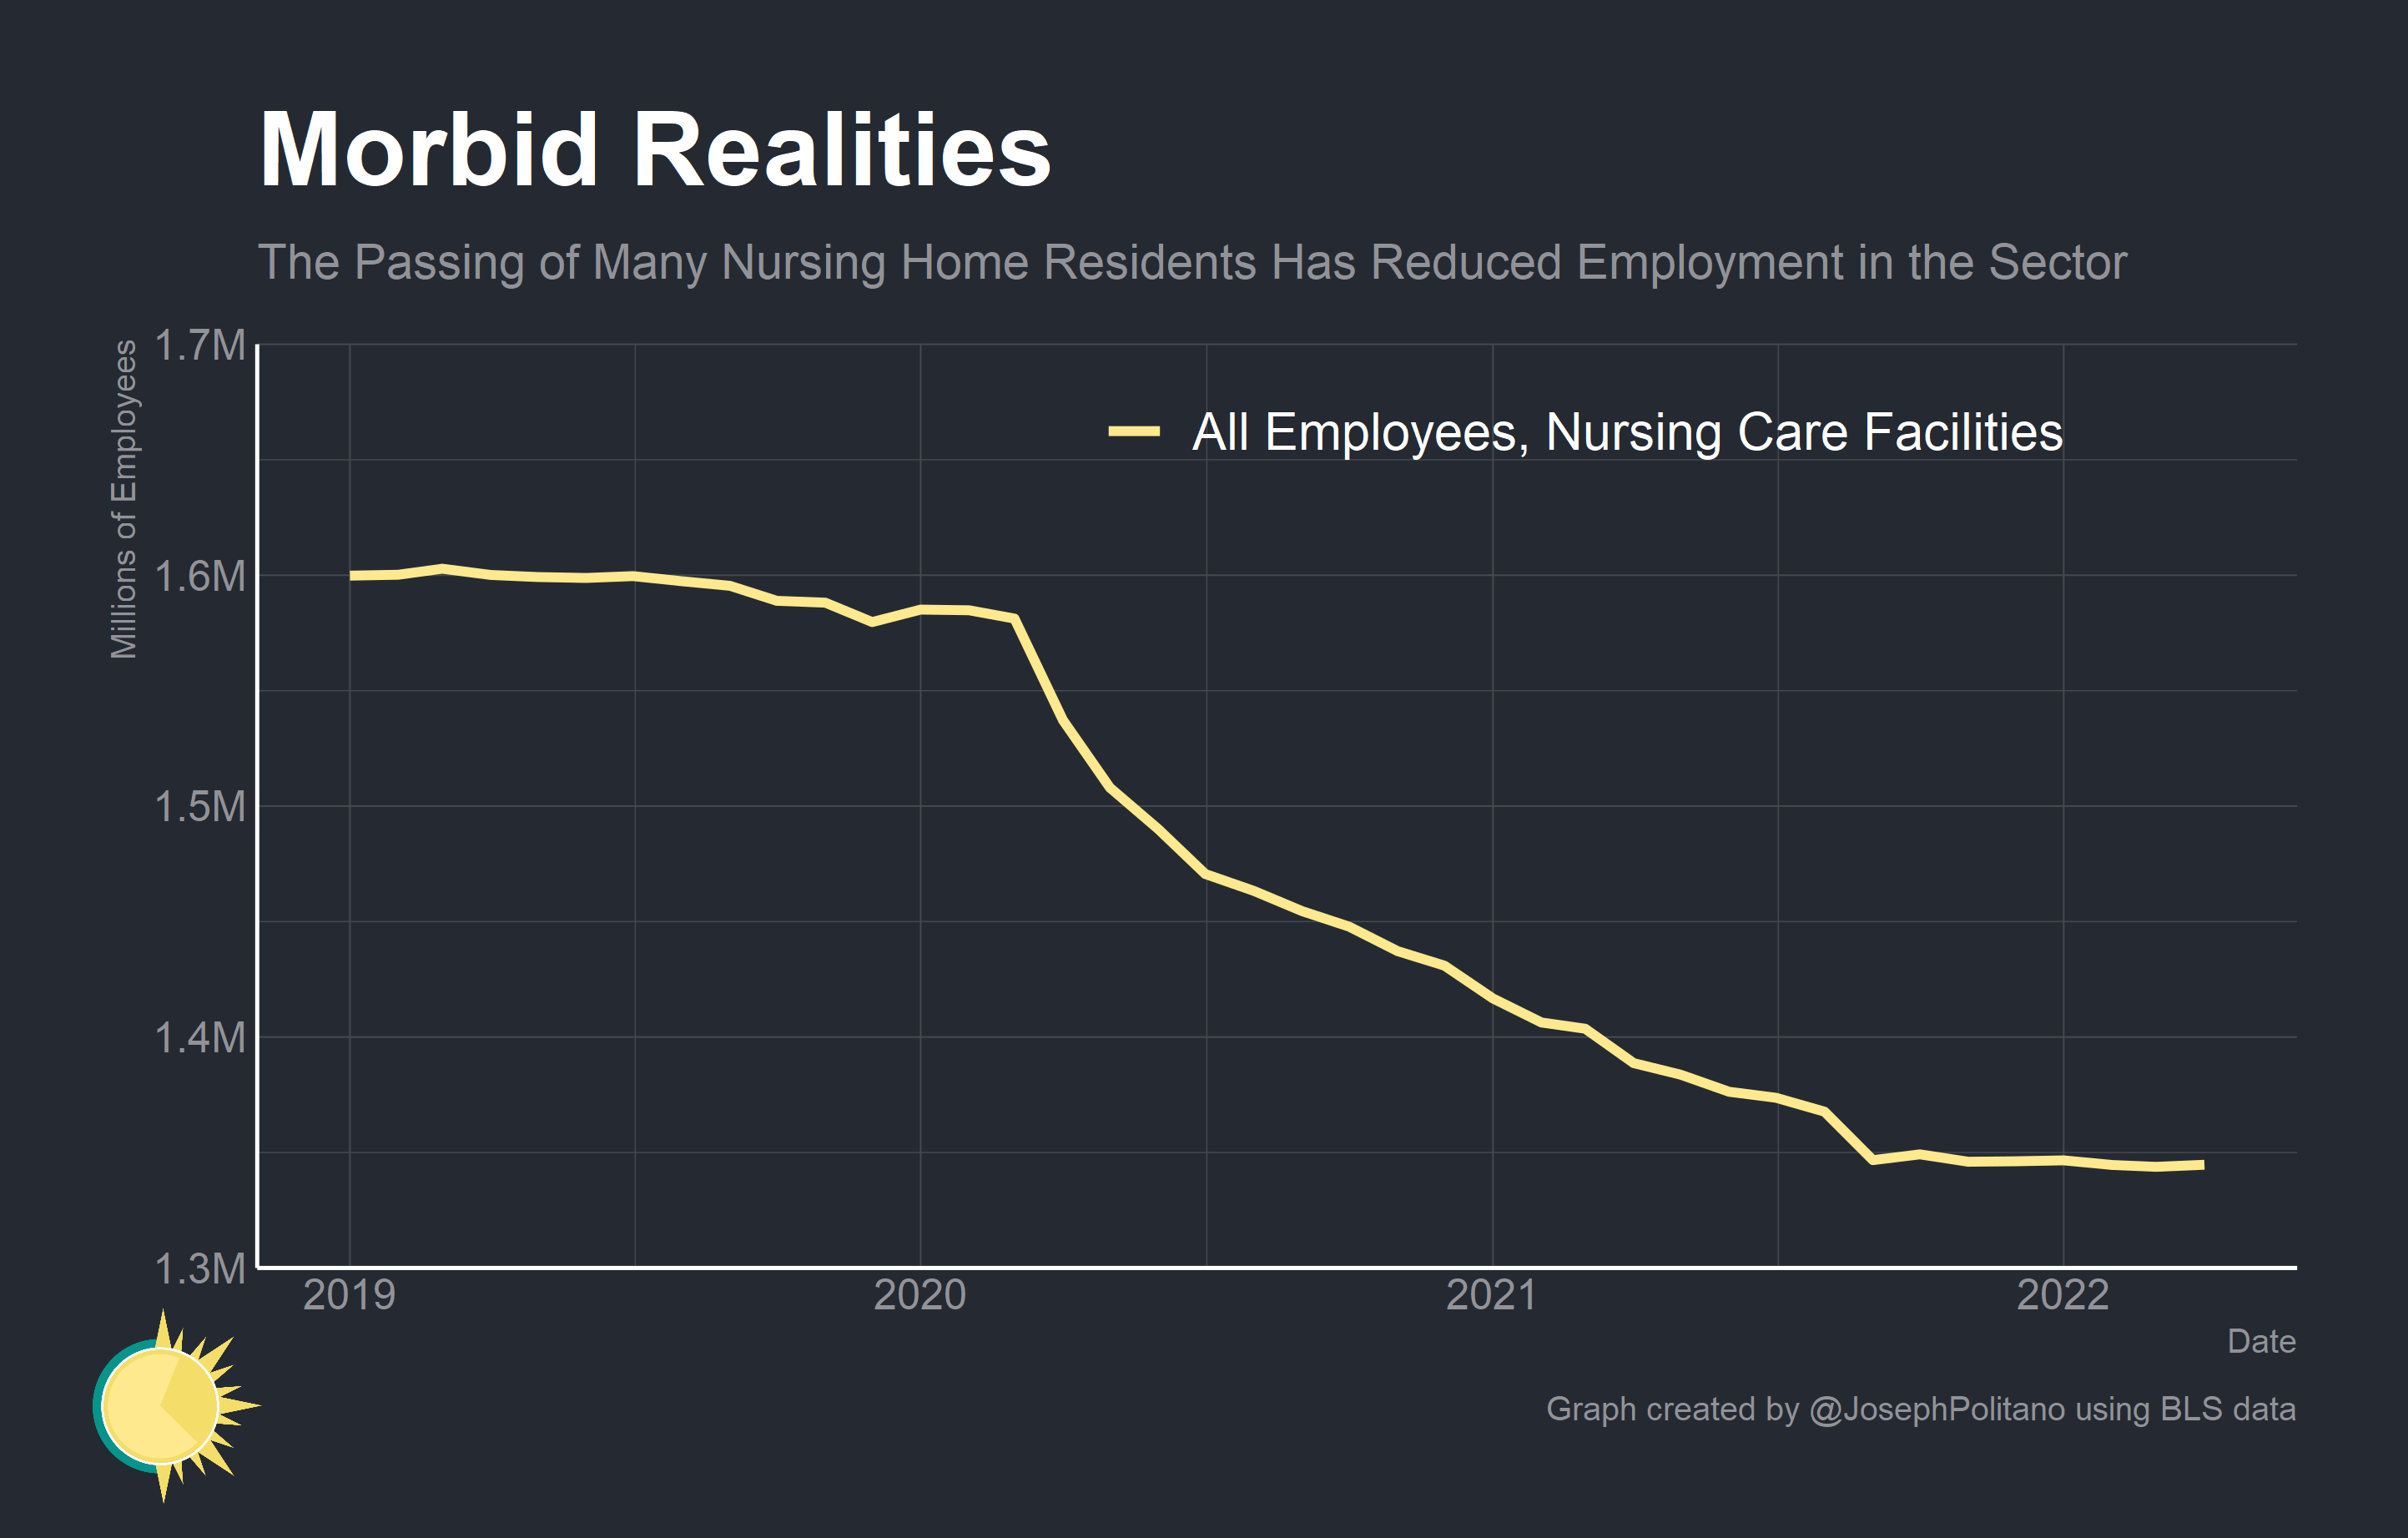 Morbid Realities
The Passing of Many Nursing Home Residents Has Reduced Employment in the Sector
Millions of Employees
1.7M
1.6M
1.5M
1.4M
1.3M
All Employees, Nursing Care Facilities
2019
2020
2021
2022
Date
Graph created by @JosephPolitano using BLS data